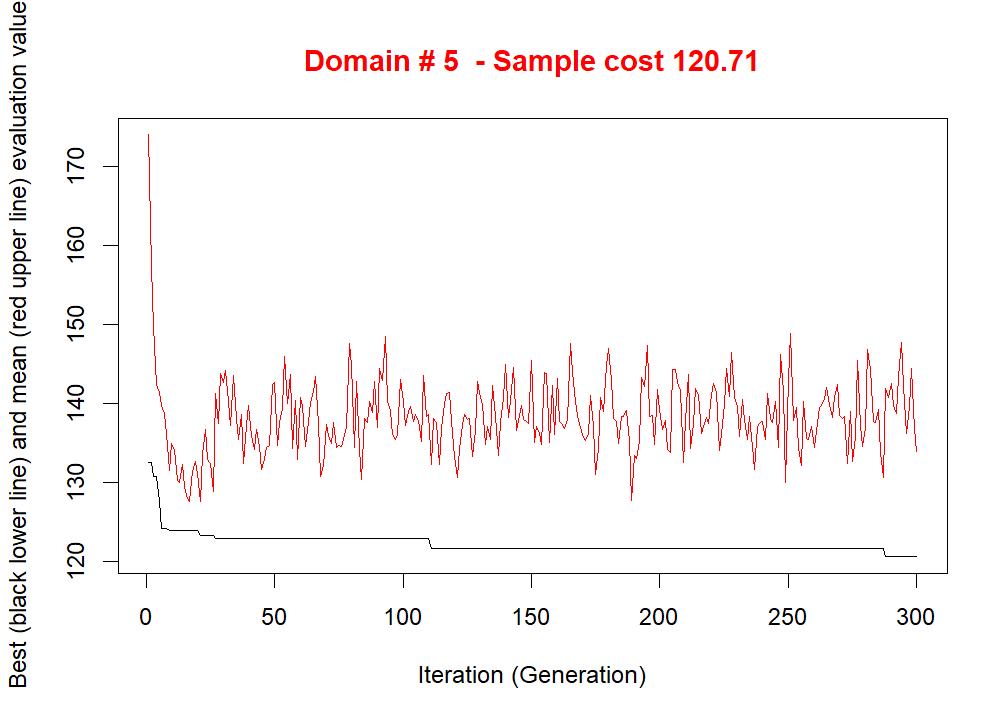 Domain # 5  - Sample cost 120.71
Best (black lower line) and mean (red upper line) evaluation value
170
160
150
140
130
120
0 50 100 150 200 250 300
Iteration (Generation)